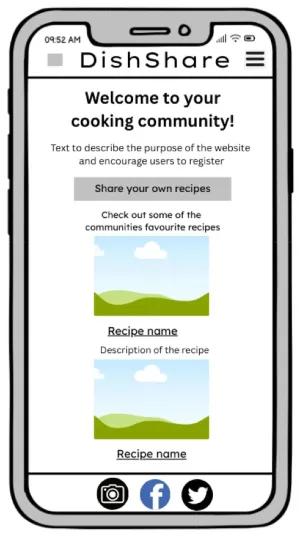 09:52 AM
DishShare
Welcome to your
cooking community!
Text to describe the purpose of the website
and encourage users to register
Share your own recipes
Check out some of the
communities favourite recipes
Recipe name
Description of the recipe
Recipe name